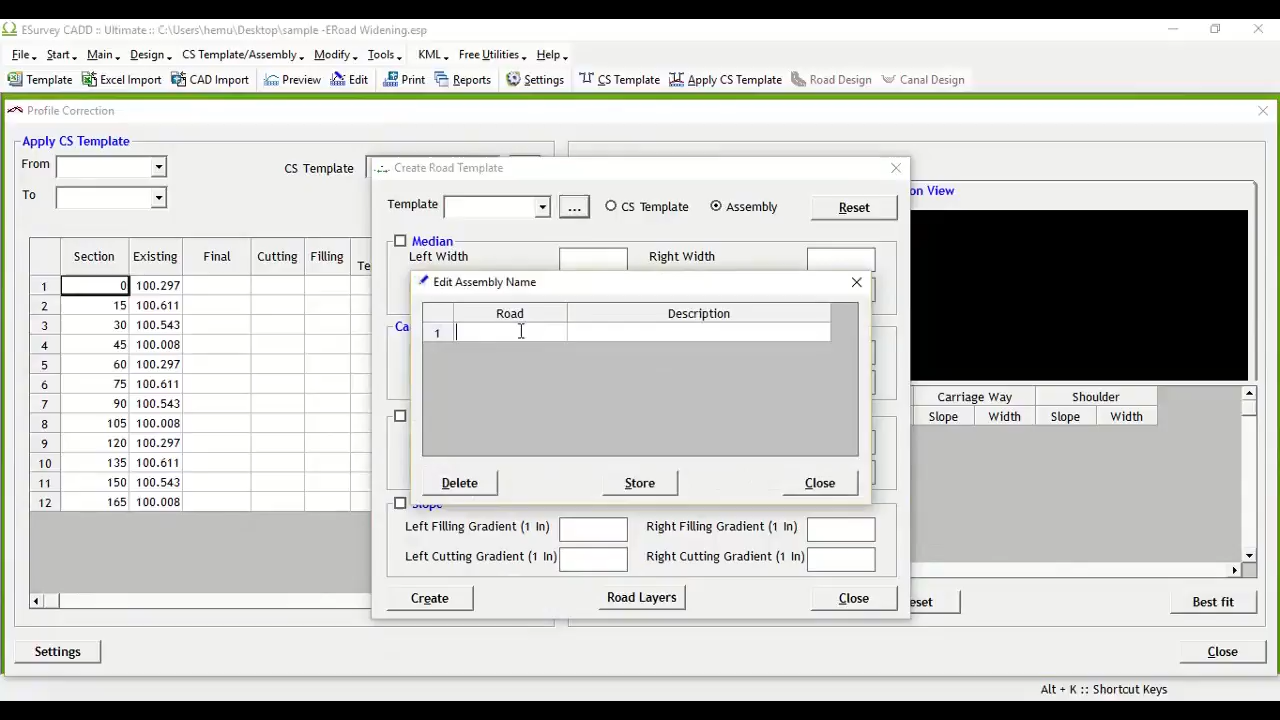 ESurvey CADD :: Ultimate :: C:\Users\hemu\Desktop\sample -ERoad Widening.esp
File Start Main Design CS Template/Assembly Modify Tools KML Free Utilities Help
Template Excel Import CAD Import Preview Edit Print Reports Settings CS Template Apply CS Template Road Design Canal Design
Profile Correction
Apply CS Template
From
CS Template
To
Section Existing Final Cutting Filling Te
1 0 100.297
2 15 100.611
3 30 100.543
4 45 100.008
5 60 100.297
6 75 100.611
7 90 100.543
8 105 100.008
9 120 100.297
10 135 100.611
11 150 100.543
12 165 100.008
Create Road Template
Template ... CS Template Assembly Reset
Median
Left Width Right Width
Ca
Edit Assembly Name
Road Description
1
Delete Store Close
Slope
Left Filling Gradient (1 In) Right Filling Gradient (1 In)
Left Cutting Gradient (1 In) Right Cutting Gradient (1 In)
Create Road Layers Close
on View
Carriage Way Shoulder
Slope Width Slope Width
eset Best fit
Settings Close
Alt + K :: Shortcut Keys